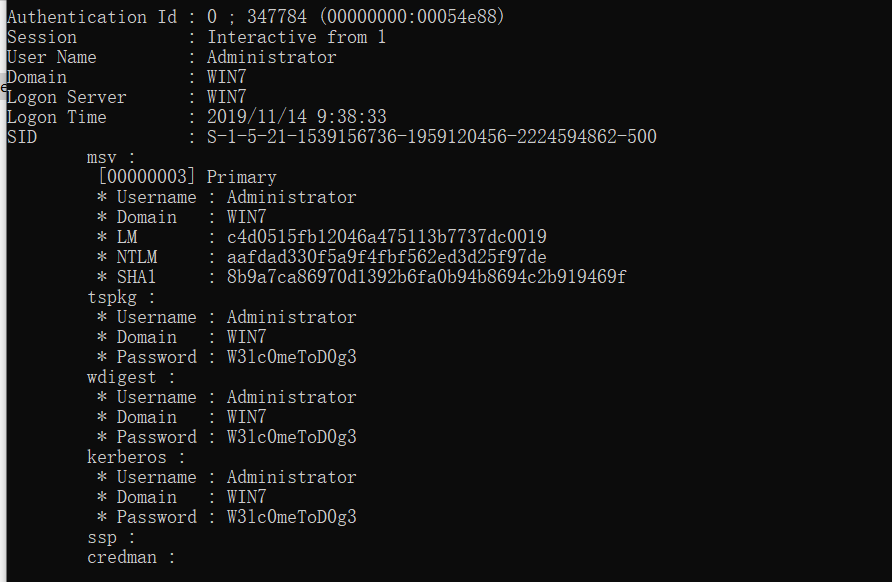 Authentication Id : 0 ; 347784 (00000000:00054e88)
Session           : Interactive from 1
User Name         : Administrator
Domain            : WIN7
Logon Server      : WIN7
Logon Time        : 2019/11/14 9:38:33
SID               : S-1-5-21-1539156736-1959120456-2224594862-500
        msv :
         [00000003] Primary
         * Username : Administrator
         * Domain   : WIN7
         * LM       : c4d0515fb12046a475113b7737dc0019
         * NTLM     : aafdad330f5a9f4fbf562ed3d25f97de
         * SHA1     : 8b9a7ca86970d1392b6fa0b94b8694c2b919469f
        tspkg :
         * Username : Administrator
         * Domain   : WIN7
         * Password : W31c0meToD0g3
        wdigest :
         * Username : Administrator
         * Domain   : WIN7
         * Password : W31c0meToD0g3
        kerberos :
         * Username : Administrator
         * Domain   : WIN7
         * Password : W31c0meToD0g3
        ssp :
        credman :